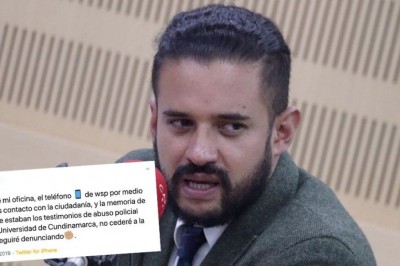 e mi oficina, el teléfono 📱 de wsp por medio
s contacto con la ciudadanía, y la memoria de
e estaban los testimonios de abuso policial
Universidad de Cundinamarca, no cederé a la
eguiré denunciando✊🏽.
2019 · Twitter for iPhone